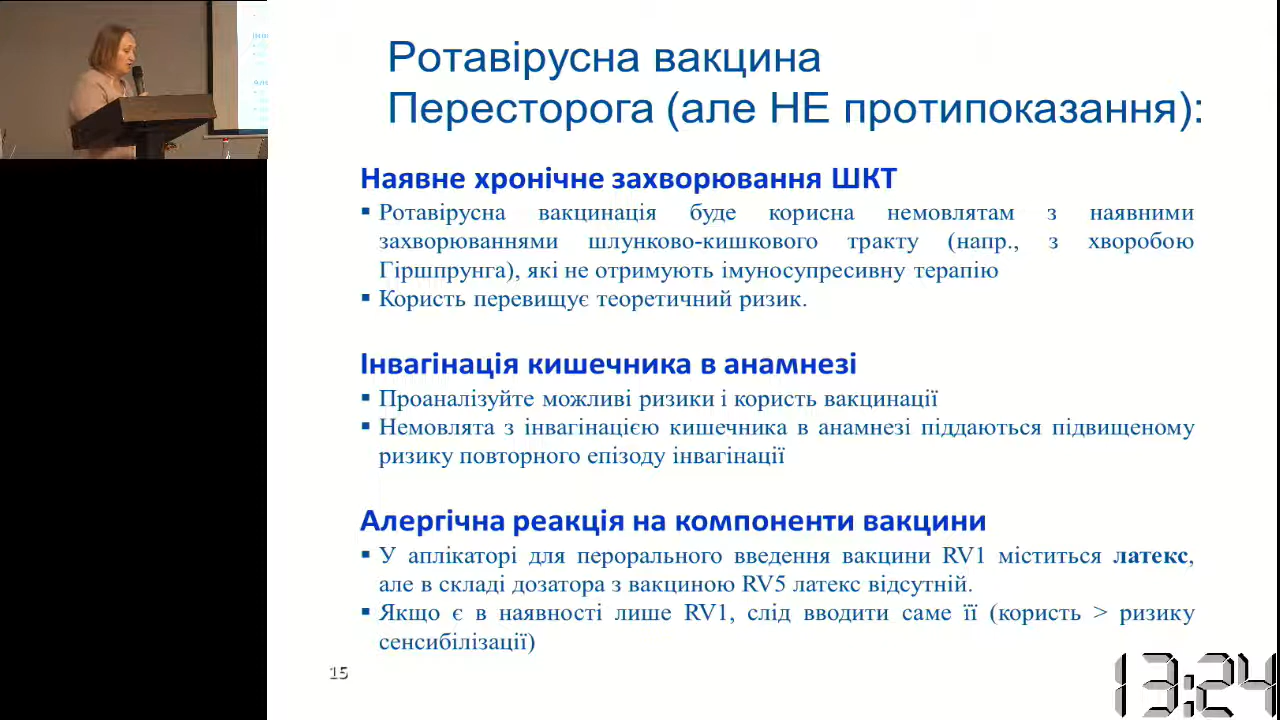 Ротавірусна вакцина
Пересторога (але НЕ протипоказання):
Наявне хронічне захворювання ШКТ
▪ Ротавірусна вакцинація буде корисна немовлятам з наявними
захворюваннями шлунково-кишкового тракту (напр., з хворобою
Гіршпрунга), які не отримують імуносупресивну терапію
▪ Користь перевищує теоретичний ризик.
Інвагінація кишечника в анамнезі
▪ Проаналізуйте можливі ризики і користь вакцинації
▪ Немовлята з інвагінацією кишечника в анамнезі піддаються підвищеному
ризику повторного епізоду інвагінації
Алергічна реакція на компоненти вакцини
▪ У аплікаторі для перорального введення вакцини RV1 міститься латекс,
але в складі дозатора з вакциною RV5 латекс відсутній.
▪ Якщо є в наявності лише RV1, слід вводити саме її (користь > ризику
сенсибілізації)
15
13:24